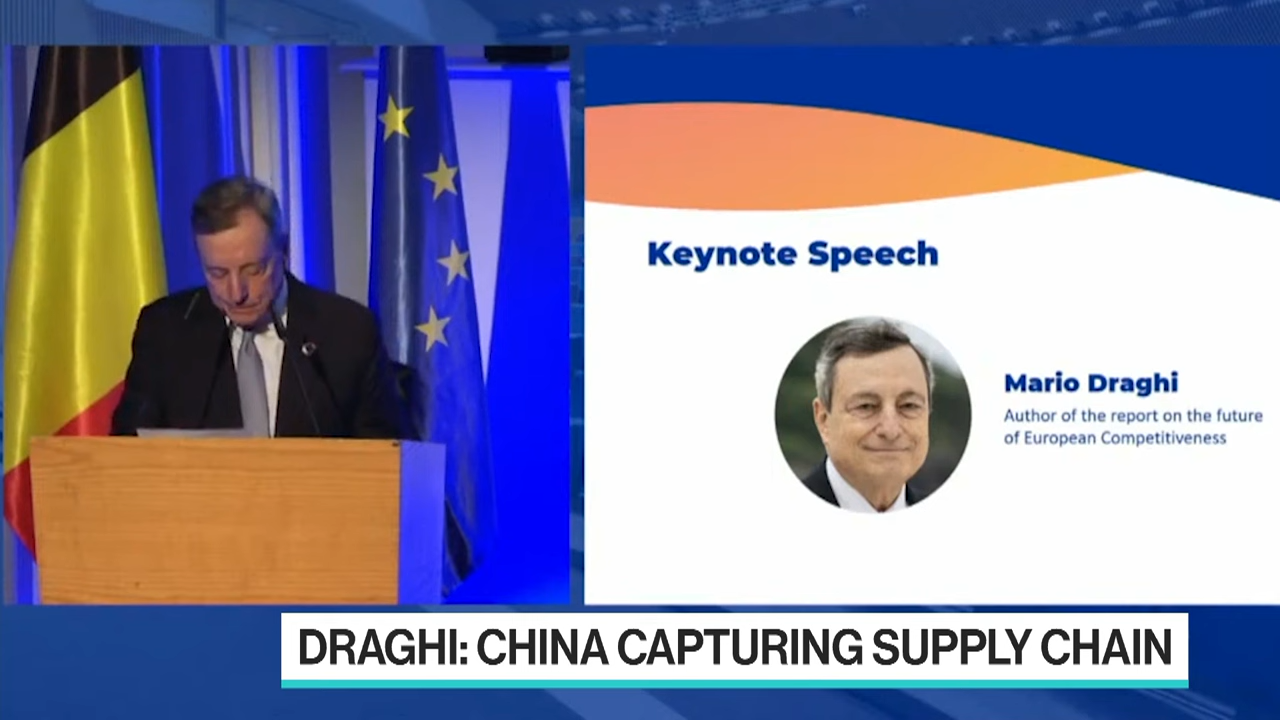 Keynote Speech
Mario Draghi
Author of the report on the future
of European Competitiveness
DRAGHI: CHINA CAPTURING SUPPLY CHAIN